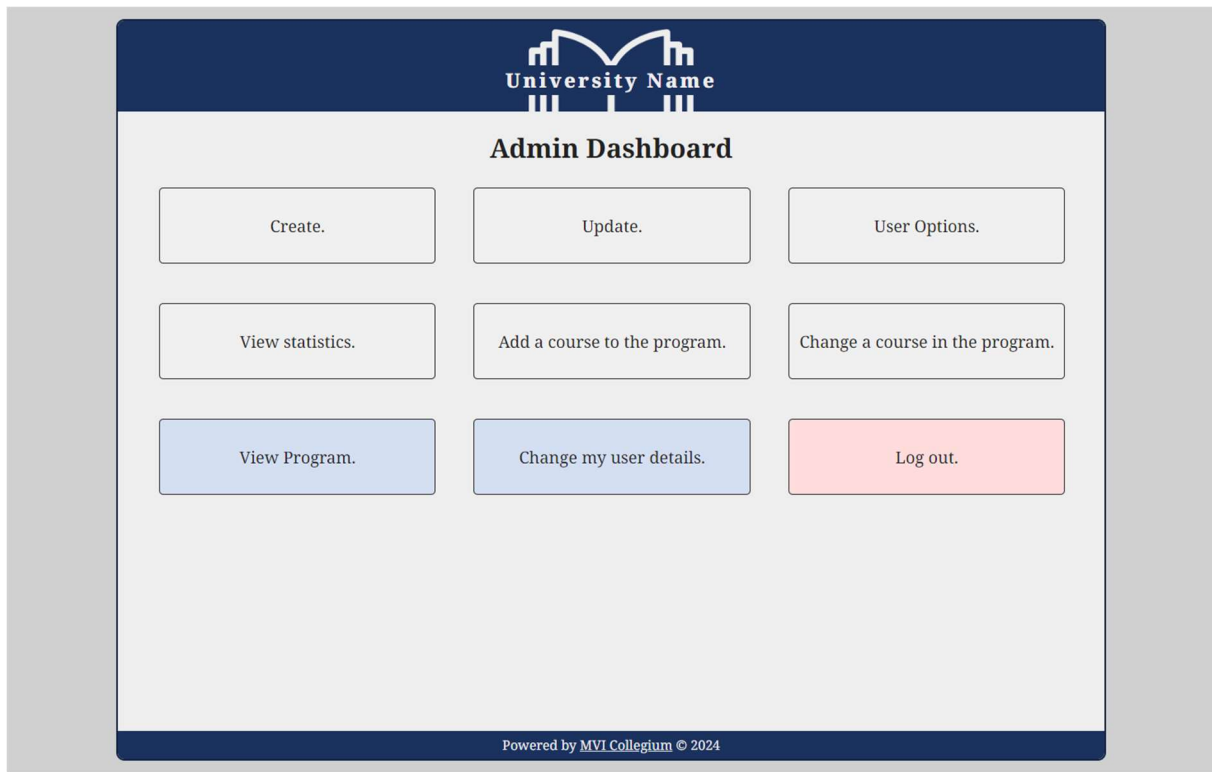 University Name
Admin Dashboard
Create.
Update.
User Options.
View statistics.
Add a course to the program.
Change a course in the program.
View Program.
Change my user details.
Log out.
Powered by MVI Collegium © 2024